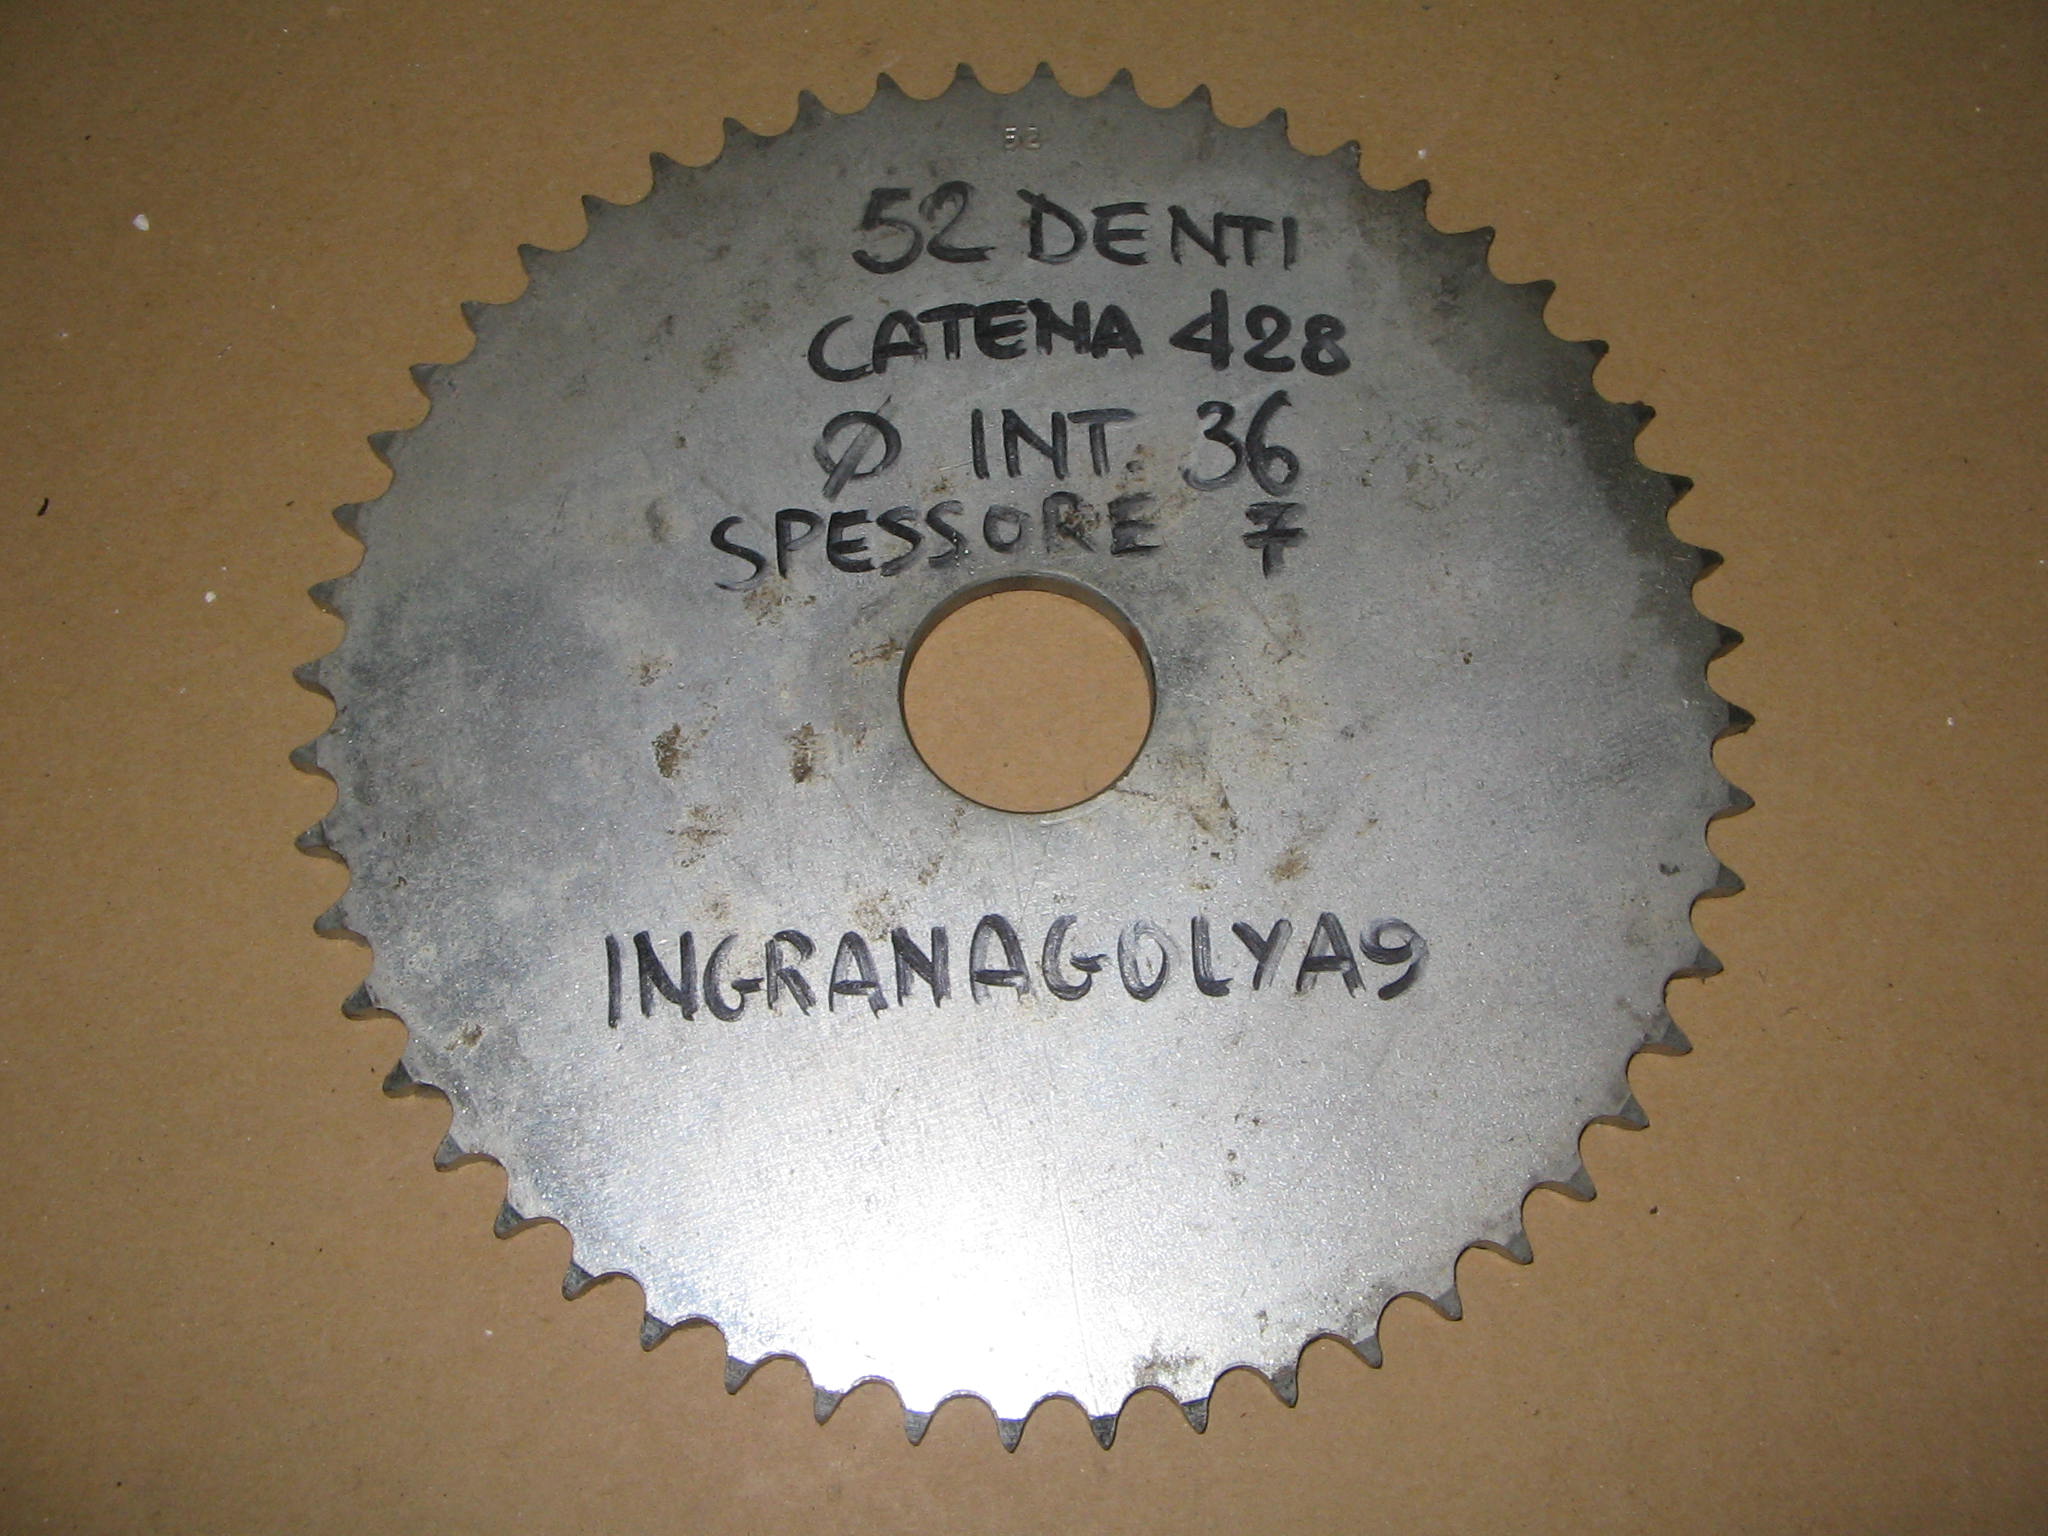 52
52 DENTI
CATENA 428
Ø INT. 36
SPESSORE 7
INGRANAGOLYA9